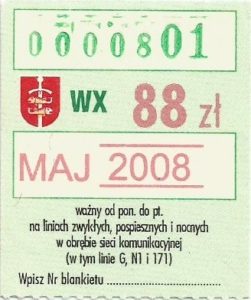 0000801
WX 88 zł
MAJ 2008
ważny od pon. do pt.
na liniach zwykłych, pospiesznych i nocnych
w obrębie sieci komunikacyjnej
(w tym linie G, N1 i 171)
Wpisz Nr blankietu